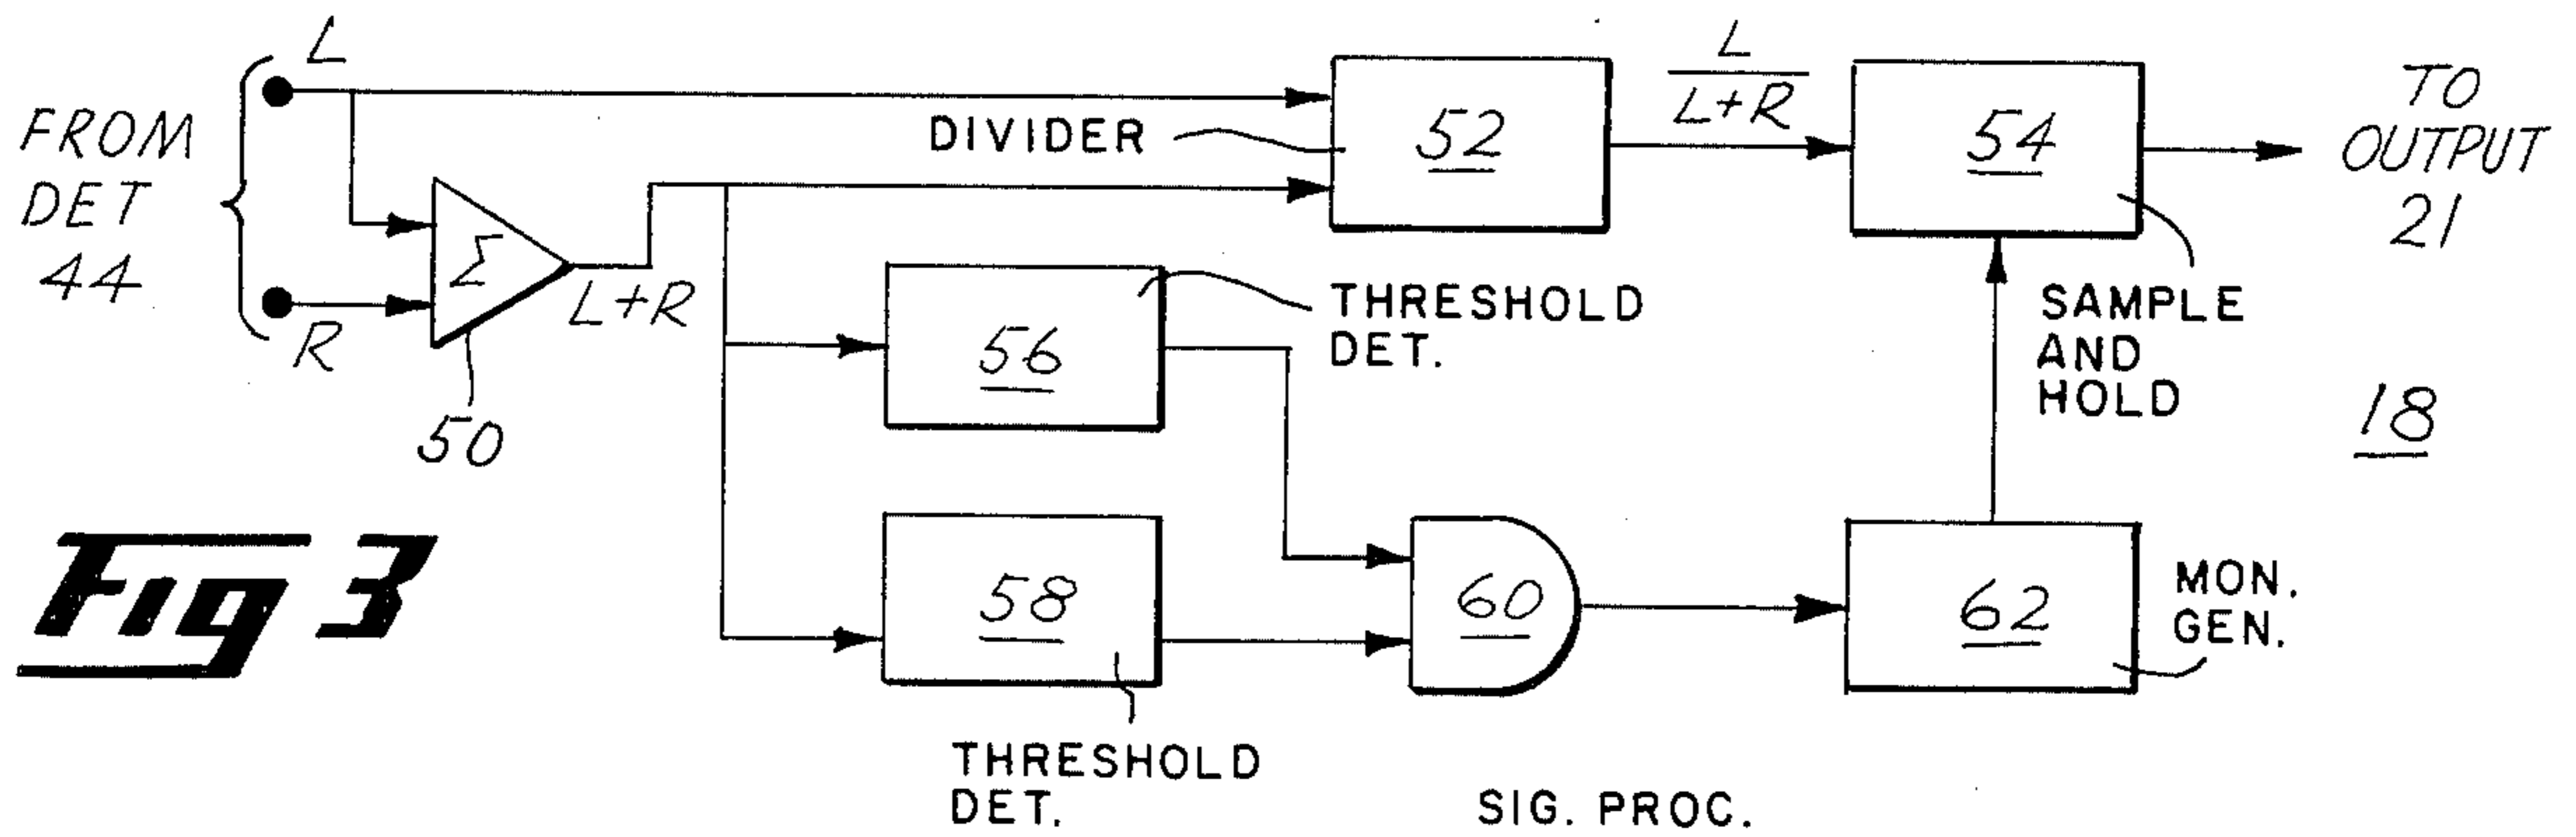 FROM
DET
44
L
R
Σ
50
L+R
DIVIDER
52
L
L+R
54
TO
OUTPUT
21
SAMPLE
AND
HOLD
18
56
THRESHOLD
DET.
58
THRESHOLD
DET.
60
62
MON.
GEN.
Fig 3
SIG. PROC.